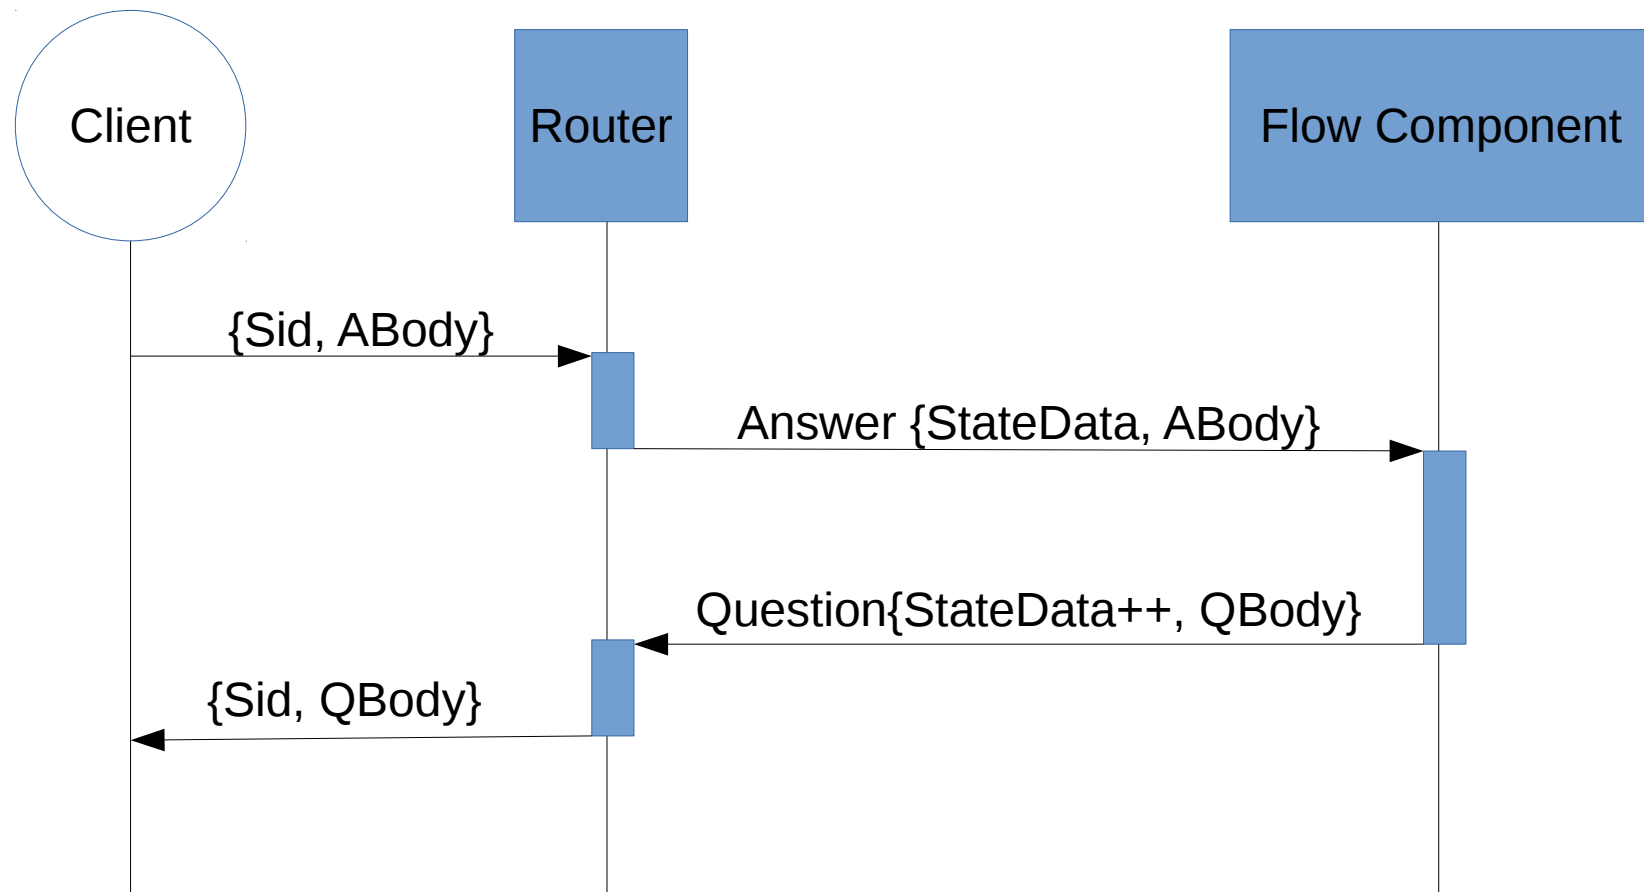 Client
Router
Flow Component
{Sid, ABody}
Answer {StateData, ABody}
Question{StateData++, QBody}
{Sid, QBody}